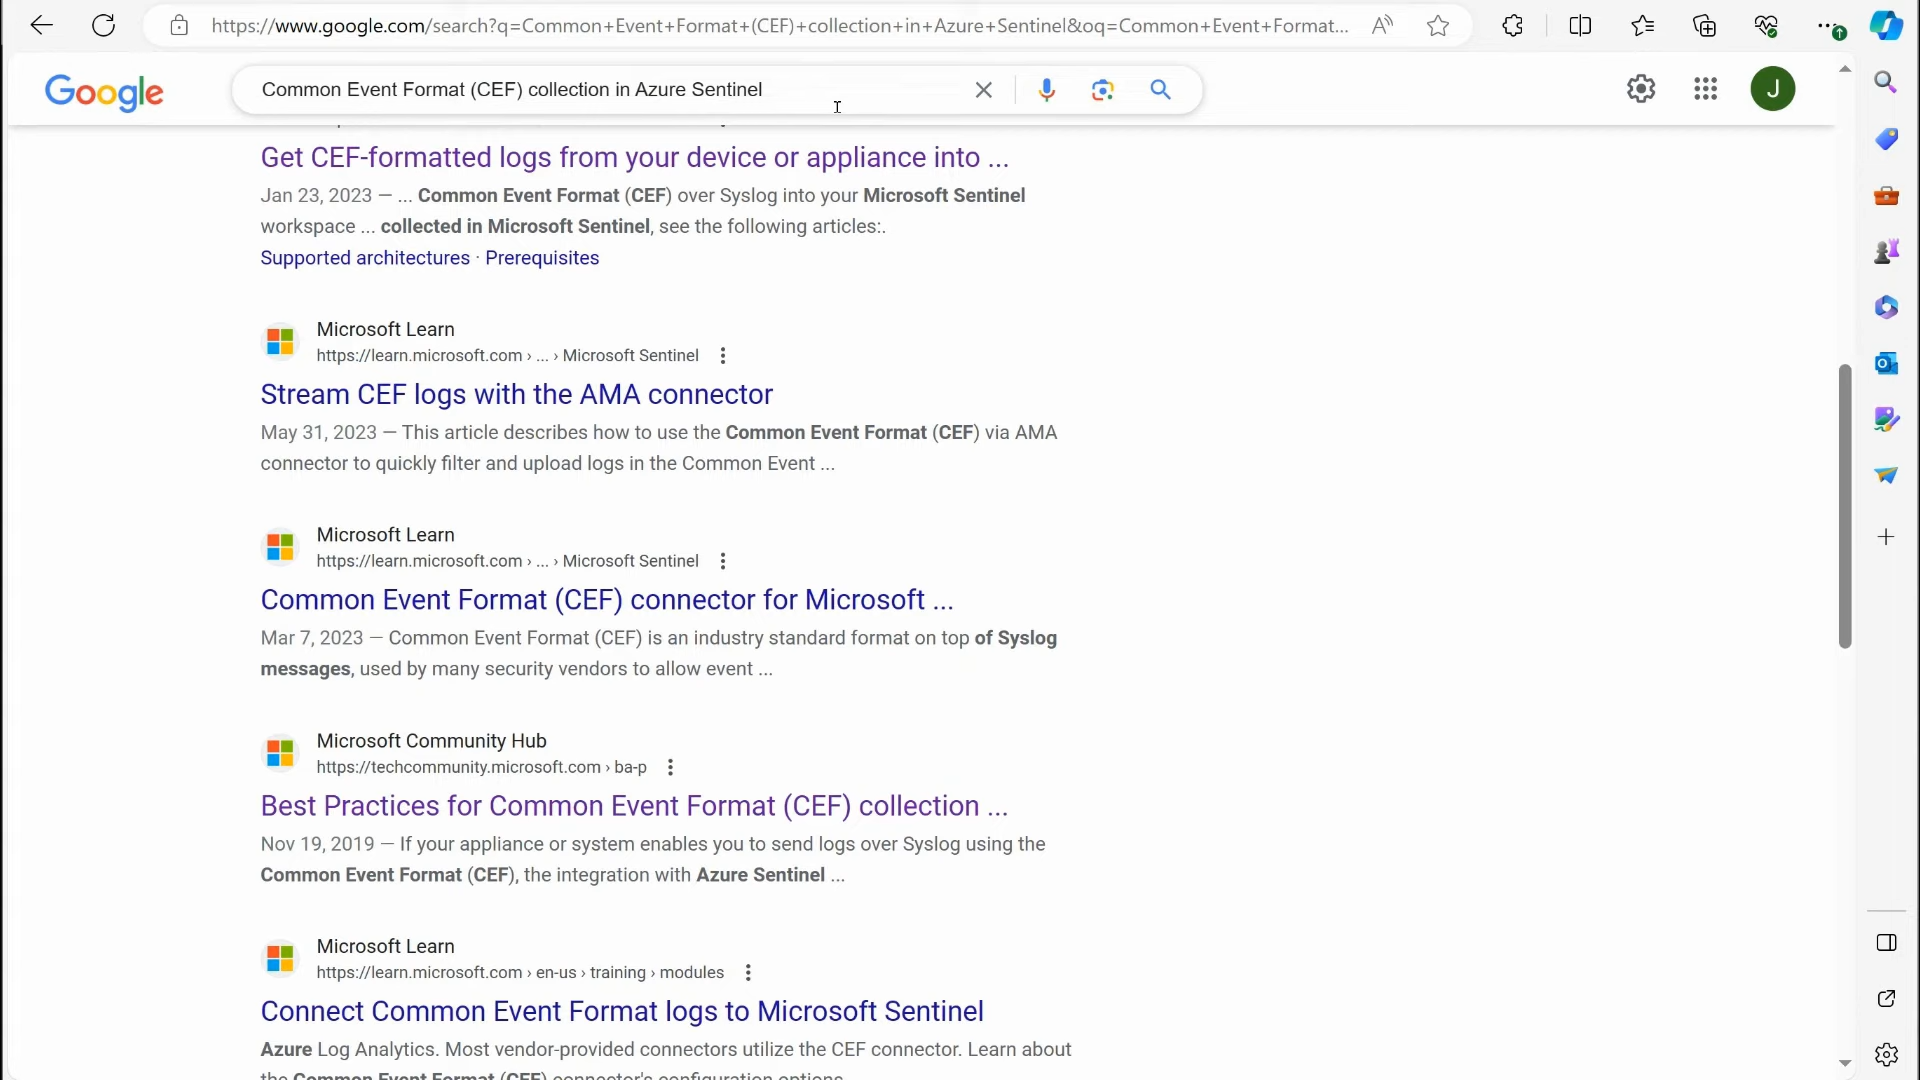 https://www.google.com/search?q=Common+Event+Format+(CEF)+collection+in+Azure+Sentinel&oq=Common+Event+Format...
Google
Common Event Format (CEF) collection in Azure Sentinel
J
Get CEF-formatted logs from your device or appliance into ...
Jan 23, 2023 — ... Common Event Format (CEF) over Syslog into your Microsoft Sentinel
workspace ... collected in Microsoft Sentinel, see the following articles:.
Supported architectures · Prerequisites
Microsoft Learn
https://learn.microsoft.com › ... › Microsoft Sentinel
Stream CEF logs with the AMA connector
May 31, 2023 — This article describes how to use the Common Event Format (CEF) via AMA
connector to quickly filter and upload logs in the Common Event ...
Microsoft Learn
https://learn.microsoft.com › ... › Microsoft Sentinel
Common Event Format (CEF) connector for Microsoft ...
Mar 7, 2023 — Common Event Format (CEF) is an industry standard format on top of Syslog
messages, used by many security vendors to allow event ...
Microsoft Community Hub
https://techcommunity.microsoft.com › ba-p
Best Practices for Common Event Format (CEF) collection ...
Nov 19, 2019 — If your appliance or system enables you to send logs over Syslog using the
Common Event Format (CEF), the integration with Azure Sentinel ...
Microsoft Learn
https://learn.microsoft.com › en-us › training › modules
Connect Common Event Format logs to Microsoft Sentinel
Azure Log Analytics. Most vendor-provided connectors utilize the CEF connector. Learn about
the Common Event Format (CEF) connector's configuration options.